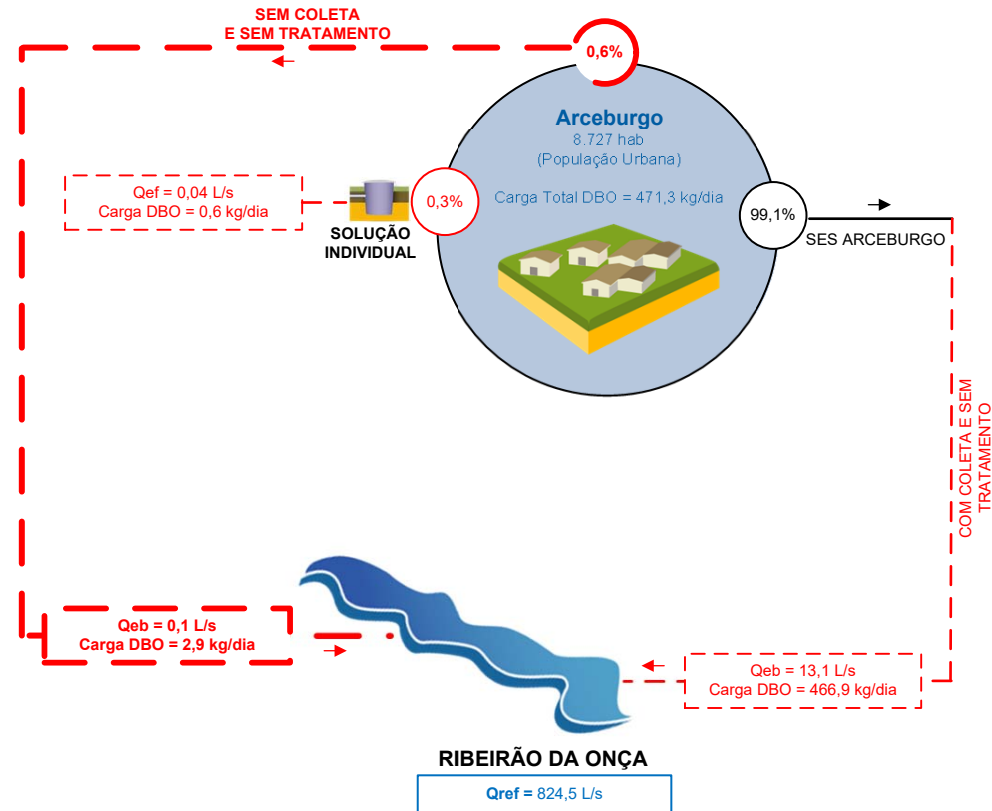 SEM COLETA
E SEM TRATAMENTO
0,6%
Arceburgo
8.727 hab
(População Urbana)
Carga Total DBO = 471,3 kg/dia
Qef = 0,04 L/s
Carga DBO = 0,6 kg/dia
SOLUÇÃO
INDIVIDUAL
0,3%
99,1%
SES ARCEBURGO
COM COLETA E SEM
TRATAMENTO
Qeb = 0,1 L/s
Carga DBO = 2,9 kg/dia
Qeb = 13,1 L/s
Carga DBO = 466,9 kg/dia
RIBEIRÃO DA ONÇA
Qref = 824,5 L/s